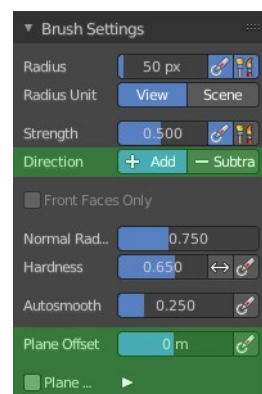 Brush Settings
Radius 50 px
Radius Unit View Scene
Strength 0.500
Direction + Add — Subtra
Front Faces Only
Normal Rad... 0.750
Hardness 0.650
Autosmooth 0.250
Plane Offset 0 m
Plane ...